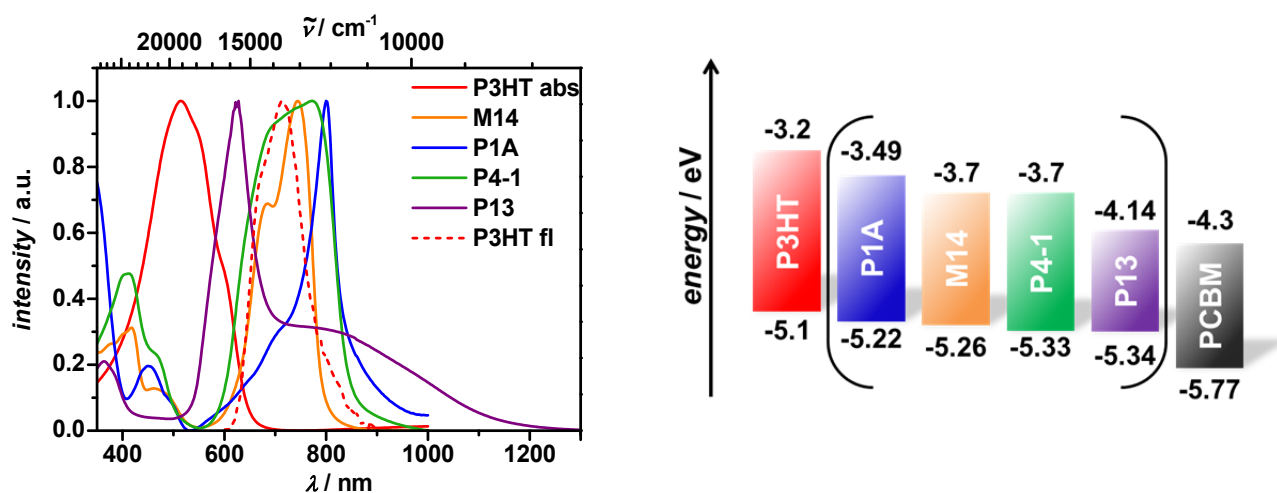 ν̃ / cm⁻¹
20000 15000 10000
intensity / a.u.
1.0
0.8
0.6
0.4
0.2
0.0
P3HT abs
M14
P1A
P4-1
P13
P3HT fl
400 600 800 1000 1200
λ / nm
energy / eV
-3.2
-3.49
-3.7
-3.7
-4.14
-4.3
P3HT
P1A
M14
P4-1
P13
PCBM
-5.1
-5.22
-5.26
-5.33
-5.34
-5.77